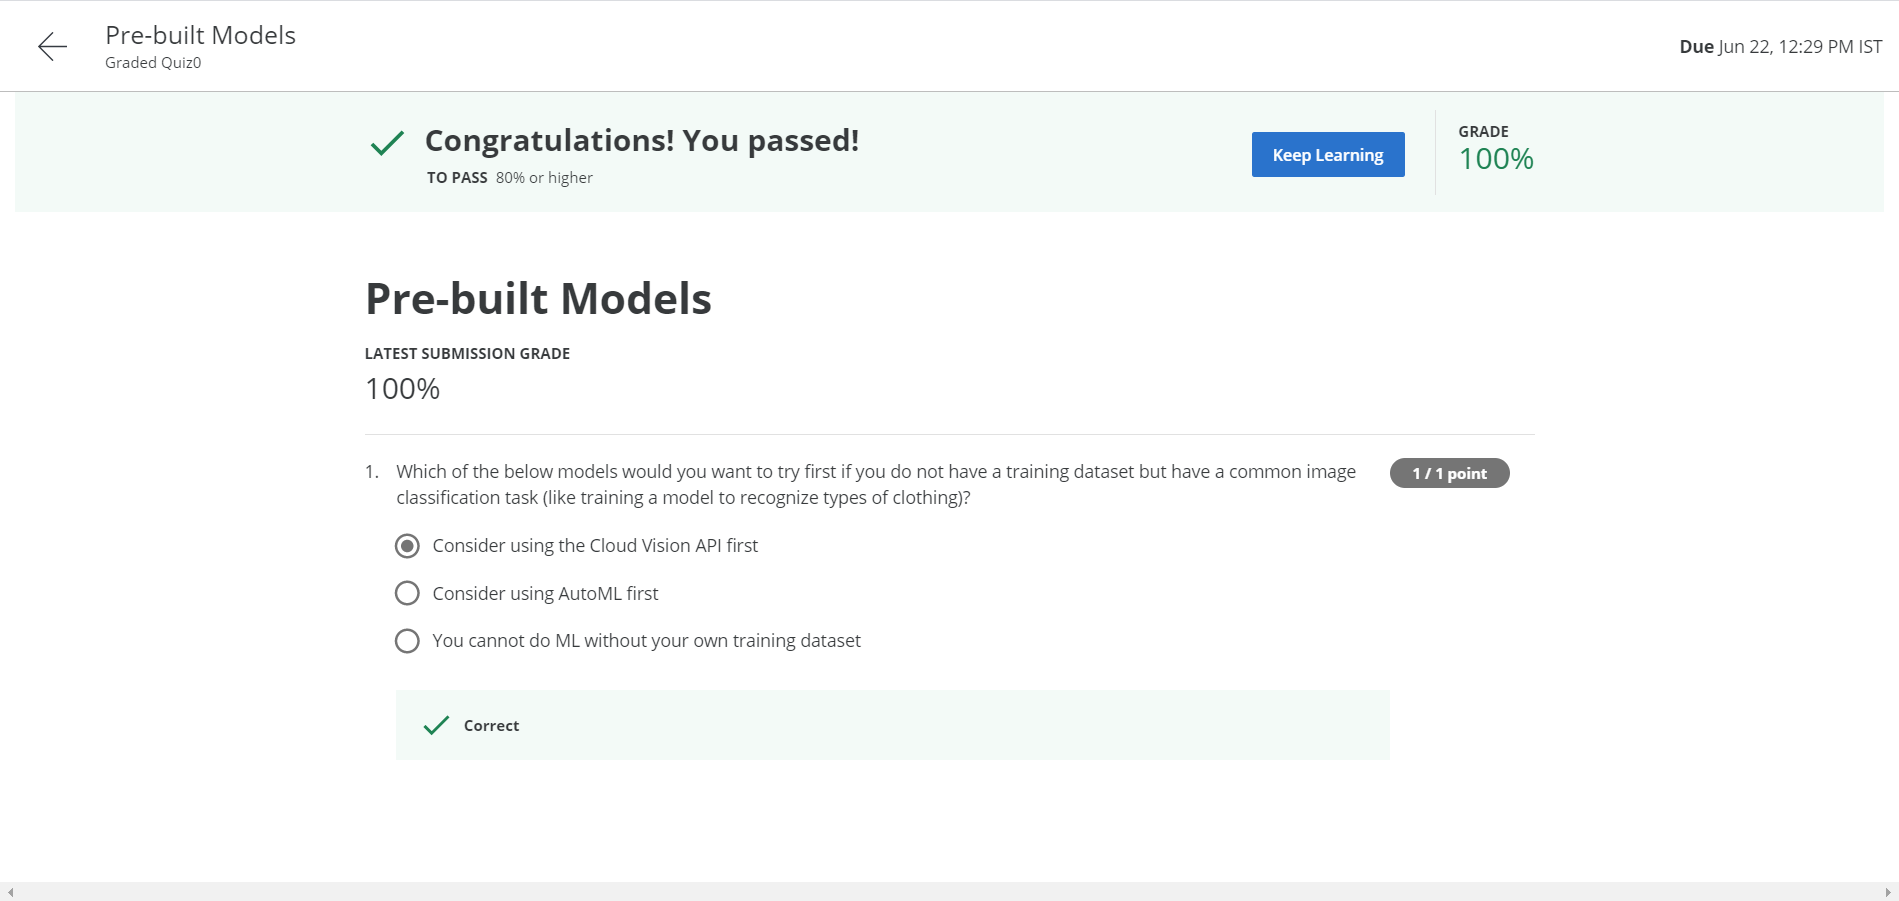 Pre-built Models
Graded Quiz0
Due Jun 22, 12:29 PM IST
Congratulations! You passed!
TO PASS 80% or higher
Keep Learning
GRADE
100%
Pre-built Models
LATEST SUBMISSION GRADE
100%
1. Which of the below models would you want to try first if you do not have a training dataset but have a common image
classification task (like training a model to recognize types of clothing)?
1 / 1 point
Consider using the Cloud Vision API first
Consider using AutoML first
You cannot do ML without your own training dataset
Correct